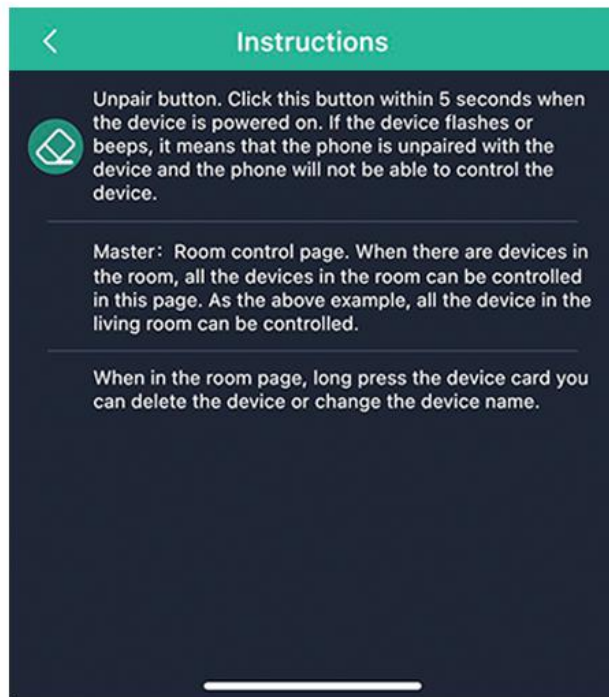 Instructions
Unpair button. Click this button within 5 seconds when
the device is powered on. If the device flashes or
beeps, it means that the phone is unpaired with the
device and the phone will not be able to control the
device.
Master：Room control page. When there are devices in
the room, all the devices in the room can be controlled
in this page. As the above example, all the device in the
living room can be controlled.
When in the room page, long press the device card you
can delete the device or change the device name.